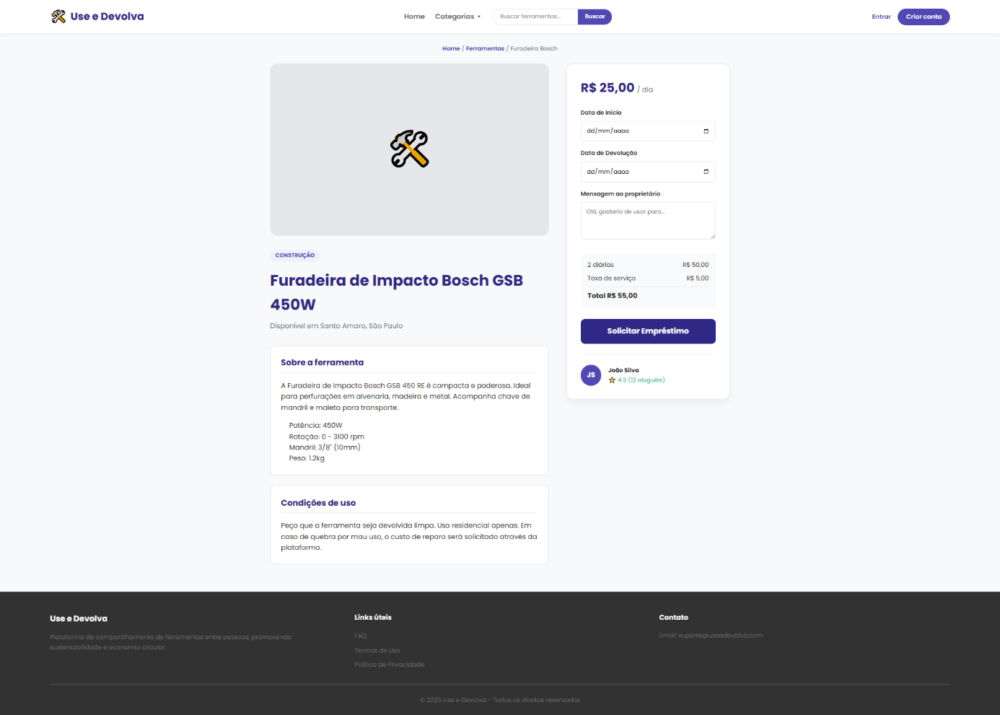 Use e Devolva
Home
Categorias
Buscar ferramentas...
Buscar
Entrar
Criar conta
Home / Ferramentas / Furadeira Bosch
CONSTRUÇÃO
Furadeira de Impacto Bosch GSB
450W
Disponível em Santo Amaro, São Paulo
Sobre a ferramenta
A Furadeira de Impacto Bosch GSB 450 RE é compacta e poderosa. Ideal
para perfurações em alvenaria, madeira e metal. Acompanha chave de
mandril e maleta para transporte.
Potência: 450W
Rotação: 0 - 3100 rpm
Mandril: 3/8" (10mm)
Peso: 1.2kg
Condições de uso
Peço que a ferramenta seja devolvida limpa. Uso residencial apenas. Em
caso de quebra por mau uso, o custo de reparo será solicitado através da
plataforma.
R$ 25,00 / dia
Data de Início
dd/mm/aaaa
Data de Devolução
dd/mm/aaaa
Mensagem ao proprietário
Olá, gostaria de usar para...
2 diárias R$ 50,00
Taxa de serviço R$ 5,00
Total R$ 55,00
Solicitar Empréstimo
JS
João Silva
4.9 (12 aluguéis)
Use e Devolva
Plataforma de compartilhamento de ferramentas entre pessoas, promovendo
sustentabilidade e economia circular.
Links úteis
FAQ
Termos de Uso
Política de Privacidade
Contato
Email: suporte@useedevolva.com
© 2025 Use e Devolva - Todos os direitos reservados